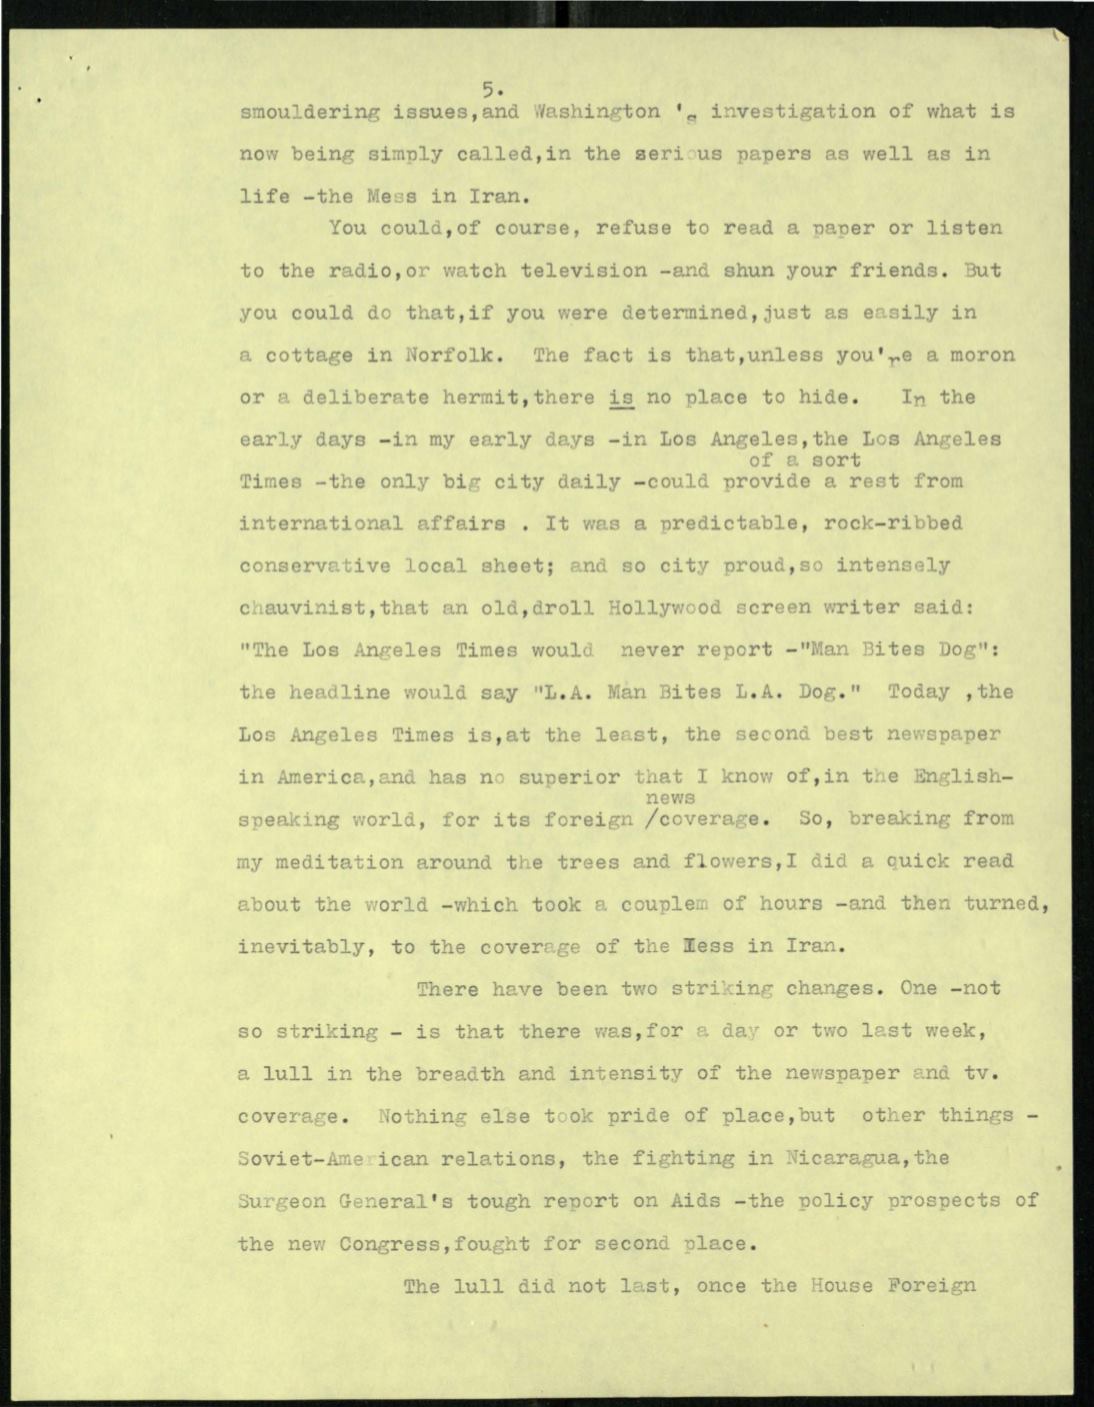 5.
smouldering issues,and Washington 's investigation of what is
now being simply called,in the serious papers as well as in
life -the Mess in Iran.
You could,of course, refuse to read a paper or listen
to the radio,or watch television -and shun your friends. But
you could do that,if you were determined,just as easily in
a cottage in Norfolk. The fact is that,unless you're a moron
or a deliberate hermit,there is no place to hide. In the
early days -in my early days -in Los Angeles,the Los Angeles
of a sort
Times -the only big city daily -could provide a rest from
international affairs . It was a predictable, rock-ribbed
conservative local sheet; and so city proud,so intensely
chauvinist,that an old,droll Hollywood screen writer said:
"The Los Angeles Times would never report -"Man Bites Dog":
the headline would say "L.A. Man Bites L.A. Dog." Today ,the
Los Angeles Times is,at the least, the second best newspaper
in America,and has no superior that I know of,in the English-
news
speaking world, for its foreign /coverage. So, breaking from
my meditation around the trees and flowers,I did a quick read
about the world -which took a couplem of hours -and then turned,
inevitably, to the coverage of the Mess in Iran.
There have been two striking changes. One -not
so striking - is that there was,for a day or two last week,
a lull in the breadth and intensity of the newspaper and tv.
coverage. Nothing else took pride of place,but other things -
Soviet-American relations, the fighting in Nicaragua,the
Surgeon General's tough report on Aids -the policy prospects of
the new Congress,fought for second place.
The lull did not last, once the House Foreign